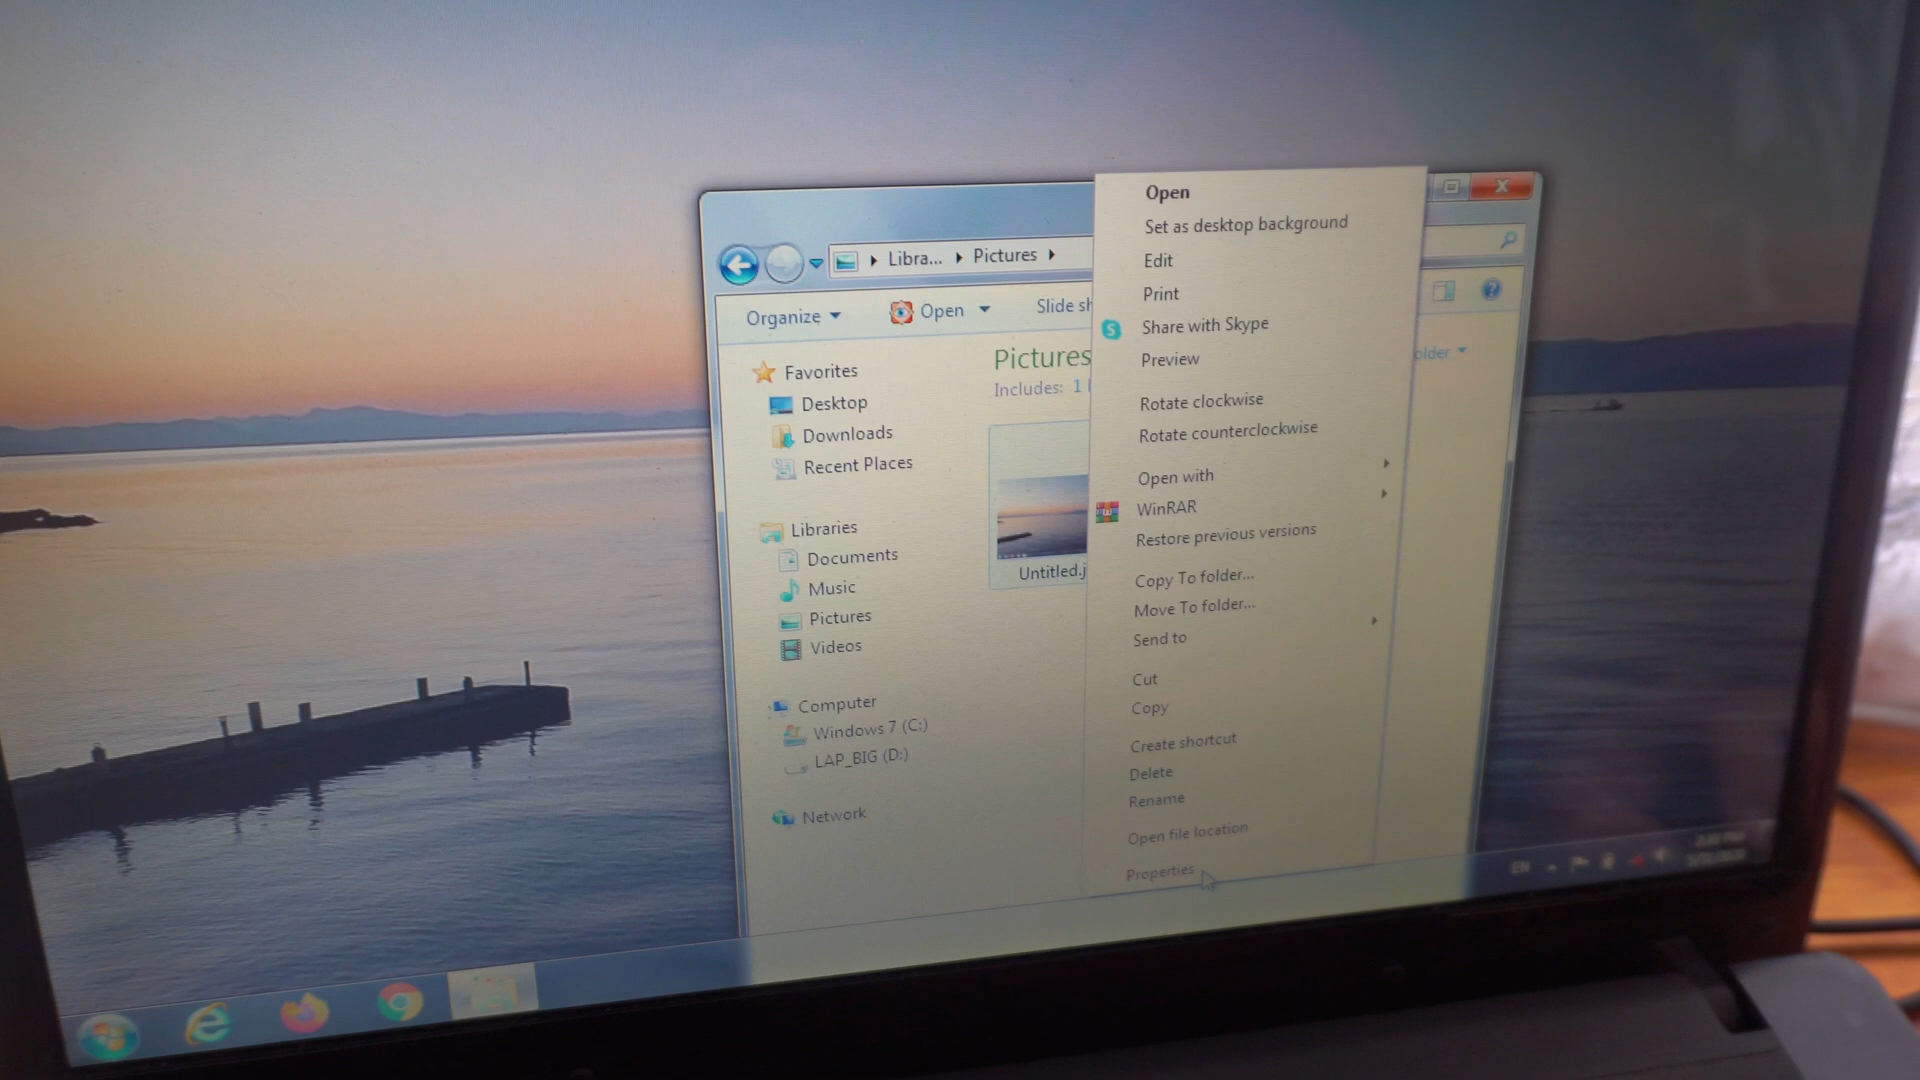 Libra... Pictures
Organize Open Slide sh
Favorites
Desktop
Downloads
Recent Places
Libraries
Documents
Music
Pictures
Videos
Computer
Windows 7 (C:)
LAP_BIG (D:)
Network
Pictures
Includes: 1
older
Untitled.j
Open
Set as desktop background
Edit
Print
Share with Skype
Preview
Rotate clockwise
Rotate counterclockwise
Open with
WinRAR
Restore previous versions
Copy To folder...
Move To folder...
Send to
Cut
Copy
Create shortcut
Delete
Rename
Open file location
Properties
EN